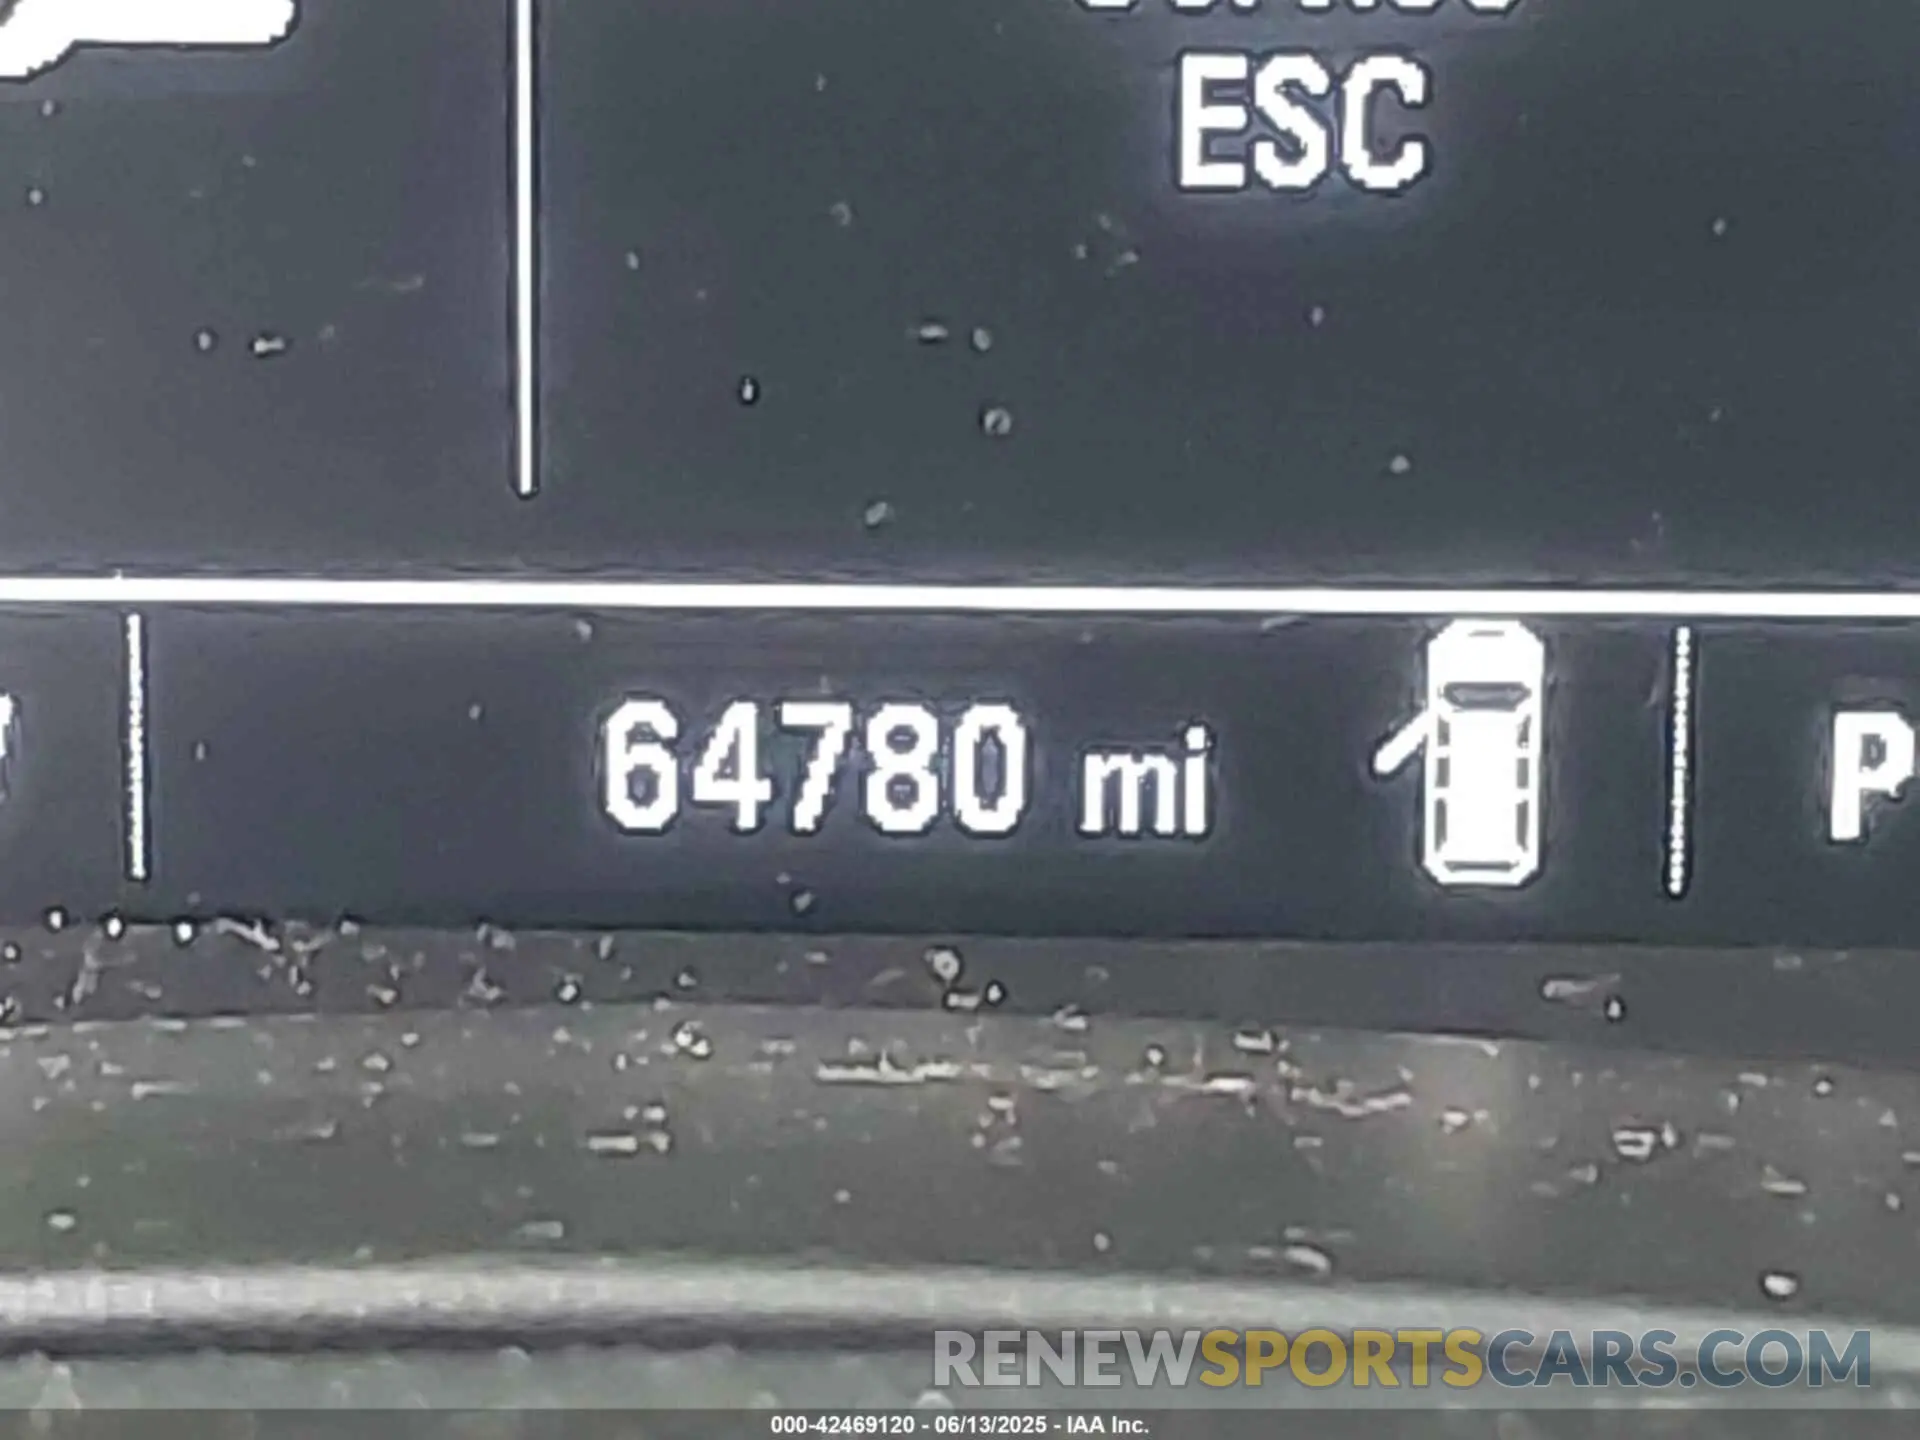 ESC
64780 mi
P
RENEWSPORTSCARS.COM
000-42469120 - 06/13/2025 - IAA Inc.